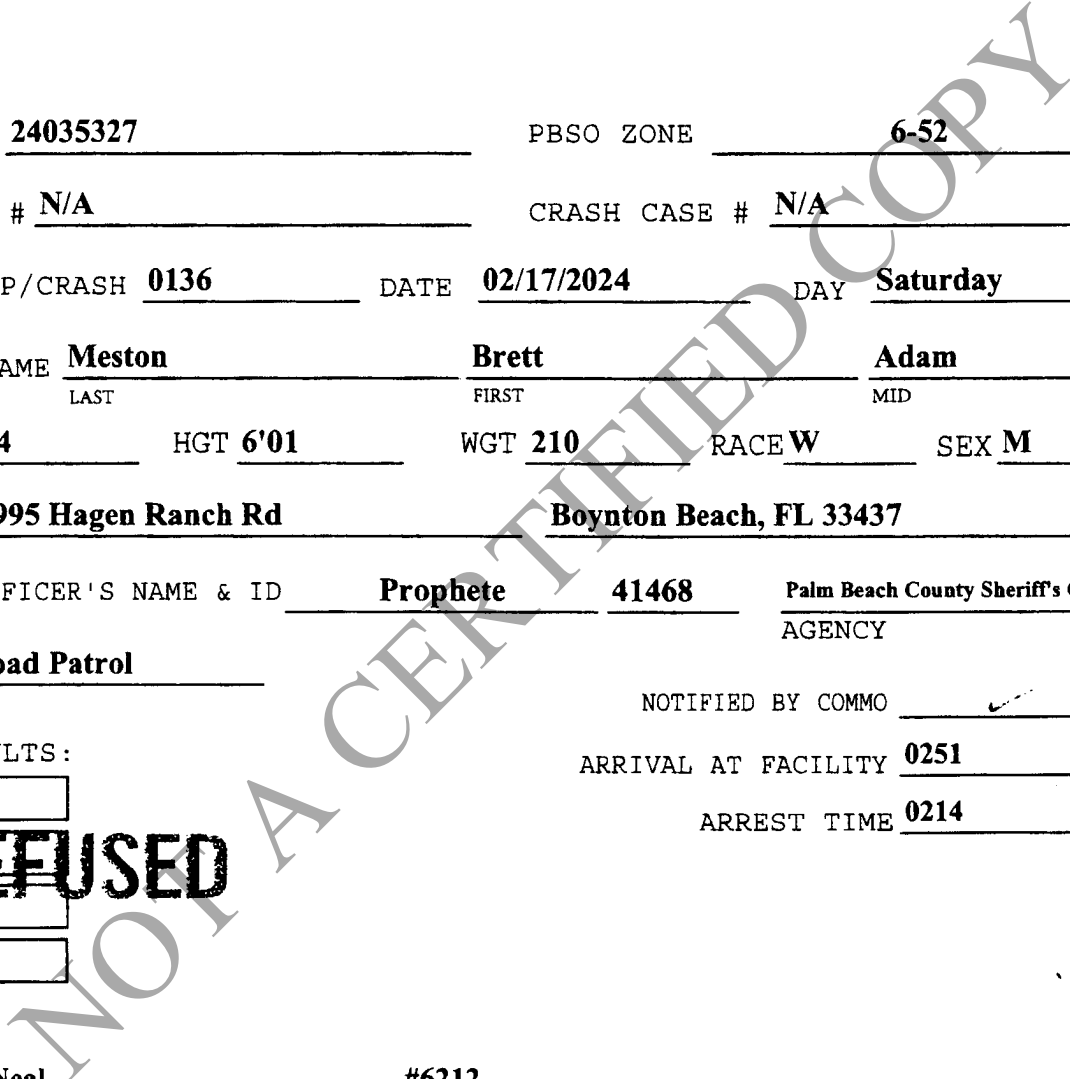 24035327 PBSO ZONE 6-52
# N/A CRASH CASE # N/A
P/CRASH 0136 DATE 02/17/2024 DAY Saturday
AME Meston Brett Adam
LAST FIRST MID
4 HGT 6'01 WGT 210 RACE W SEX M
995 Hagen Ranch Rd Boynton Beach, FL 33437
FICER'S NAME & ID Prophete 41468 Palm Beach County Sheriff's
AGENCY
oad Patrol
NOTIFIED BY COMMO
LTS:
ARRIVAL AT FACILITY 0251
ARREST TIME 0214
EFUSED
#6212
NOT A CERTIFIED COPY